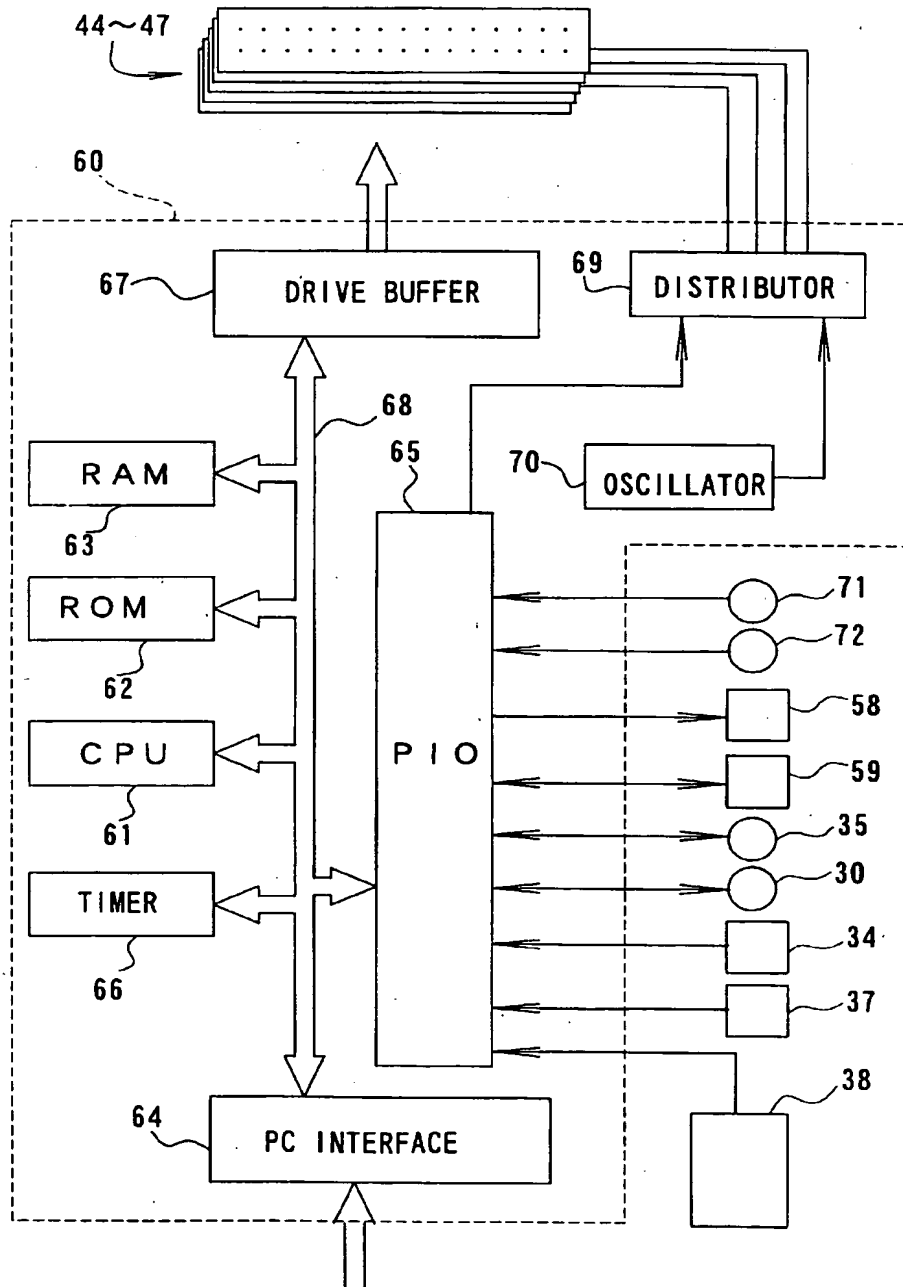 44～47
60
67
DRIVE BUFFER
69
DISTRIBUTOR
68
65
70
OSCILLATOR
RAM
63
ROM
62
CPU
61
TIMER
66
PIO
71
72
58
59
35
30
34
37
38
64
PC INTERFACE